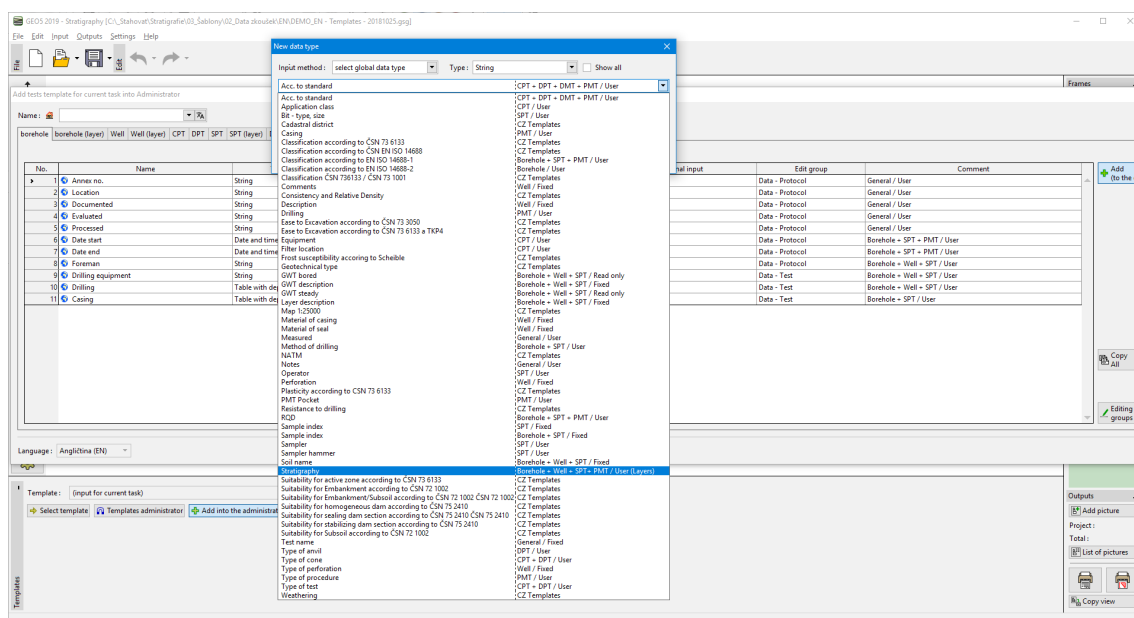 GEO5 2019 - Stratigraphy [C:\_Stahovat\Stratigrafie\03_Šablony\02_Data zkoušek\EN\DEMO_EN - Templates - 20181025.gsg]
File Edit Input Outputs Settings Help
File
Edit
New data type
Input method : select global data type Type : String Show all
Acc. to standard CPT + DPT + DMT + PMT / User
Acc. to standard CPT + DPT + DMT + PMT / User
Application class CPT / User
Bit - type, size SPT / User
Cadastral district CZ Templates
Casing PMT / User
Classification according to ČSN 73 6133 CZ Templates
Classification according to ČSN EN ISO 14688 CZ Templates
Classification according to EN ISO 14688-1 Borehole + SPT + PMT / User
Classification according to EN ISO 14688-2 Borehole / User
Classification ČSN 736133 / ČSN 73 1001 CZ Templates
Comments Well / Fixed
Consistency and Relative Density CZ Templates
Description Well / Fixed
Drilling PMT / User
Ease to Excavation according to ČSN 73 3050 CZ Templates
Ease to Excavation according to ČSN 73 6133 a TKP4 CZ Templates
Equipment CPT / User
Filter location CPT / User
Frost susceptibility accoring to Scheible CZ Templates
Geotechnical type CZ Templates
GWT bored Borehole + Well + SPT / Read only
GWT description Borehole + Well + SPT / Fixed
GWT steady Borehole + Well + SPT / Read only
Layer description Borehole + Well + SPT / Fixed
Map 1:25000 CZ Templates
Material of casing Well / Fixed
Material of seal Well / Fixed
Measured General / User
Method of drilling Borehole + SPT / User
NATM CZ Templates
Notes General / User
Operator SPT / User
Perforation Well / Fixed
Plasticity according to CSN 73 6133 CZ Templates
PMT Pocket PMT / User
Resistance to drilling CZ Templates
RQD Borehole + SPT + PMT / User
Sample index SPT / Fixed
Sample index Borehole + SPT / Fixed
Sampler SPT / User
Sampler hammer SPT / User
Soil name Borehole + Well + SPT / Fixed
Stratigraphy Borehole + Well + SPT+ PMT / User (Layers)
Suitability for active zone according to ČSN 73 6133 CZ Templates
Suitability for Embankment according to ČSN 72 1002 CZ Templates
Suitability for Embankment/Subsoil according to ČSN 72 1002 ČSN 72 1002 CZ Templates
Suitability for homogeneous dam according to ČSN 75 2410 CZ Templates
Suitability for sealing dam section according to ČSN 75 2410 ČSN 75 2410 CZ Templates
Suitability for stabilizing dam section according to ČSN 75 2410 CZ Templates
Suitability for Subsoil according to ČSN 72 1002 CZ Templates
Test name General / Fixed
Type of anvil DPT / User
Type of cone CPT + DPT / User
Type of perforation Well / Fixed
Type of procedure PMT / User
Type of test CPT + DPT / User
Weathering CZ Templates
Frames
Add tests template for current task into Administrator
Name :
borehole borehole (layer) Well Well (layer) CPT DPT SPT SPT (layer)
No. Name nal input Edit group Comment
1 Annex no. String Data - Protocol General / User
2 Location String Data - Protocol General / User
3 Documented String Data - Protocol General / User
4 Evaluated String Data - Protocol General / User
5 Processed String Data - Protocol General / User
6 Date start Date and time Data - Protocol Borehole + SPT + PMT / User
7 Date end Date and time Data - Protocol Borehole + SPT + PMT / User
8 Foreman String Data - Protocol Borehole + Well + SPT / User
9 Drilling equipment String Data - Test Borehole + Well + SPT / User
10 Drilling Table with dep Data - Test Borehole + Well + SPT / User
11 Casing Table with dep Data - Test Borehole + SPT / User
Add
(to the
Copy
All
Editing
groups
Language : Angličtina (EN)
Template : (input for current task)
Select template Templates administrator Add into the administrat
Templates
Outputs
Add picture
Project :
Total :
List of pictures
Copy view